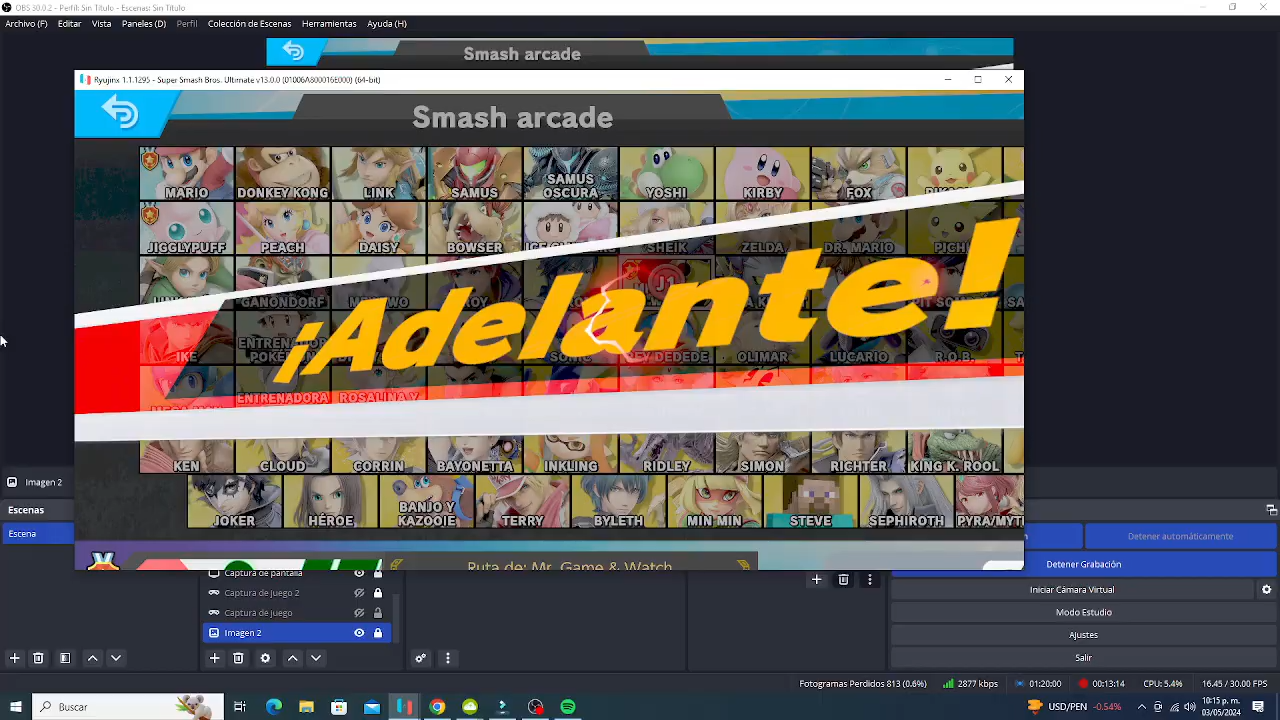 OBS 30.0.2 - Perfil: Sin Título - Escenas: Sin Título
Archivo (F) Editar Vista Paneles (D) Perfil Colección de Escenas Herramientas Ayuda (H)
Smash arcade
Ryujinx 1.1.1295 - Super Smash Bros. Ultimate v13.0.0 (01006A800016E000) (64-bit)
Smash arcade
MARIO DONKEY KONG LINK SAMUS SAMUS OSCURA YOSHI KIRBY FOX
JIGGLYPUFF PEACH DAISY BOWSER SHEIK ZELDA DR. MARIO PICHU
GANONDORF J1
¡Adelante!
IKE SONIC REY DEDEDE OLIMAR LUCARIO R.O.B.
ENTRENADORA ROSALINA Y
KEN CLOUD CORRIN BAYONETTA INKLING RIDLEY SIMON RICHTER KING K. ROOL
JOKER HÉROE BANJO Y KAZOOIE TERRY BYLETH MIN MIN STEVE SEPHIROTH PYRA/MYT
Ruta de: Mr. Game & Watch
Imagen 2
Escenas
Escena
Captura de pantalla
Captura de juego 2
Captura de juego
Imagen 2
Detener automáticamente
Detener Grabación
Iniciar Cámara Virtual
Modo Estudio
Ajustes
Salir
Fotogramas Perdidos 813 (0.6%) 2877 kbps 01:20:00 00:13:14 CPU: 5.4% 16.45 / 30.00 FPS
Buscar
USD/PEN -0.54%
10:15 p. m.
03/05/2024